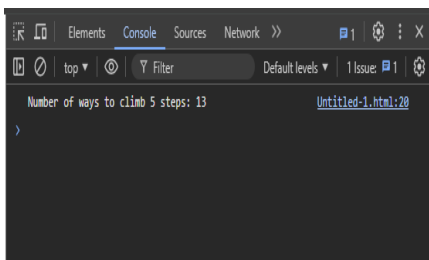 Elements Console Sources Network >> 1
top ▼ Filter Default levels ▼ 1 Issue: 1
Number of ways to climb 5 steps: 13 Untitled-1.html:20
>